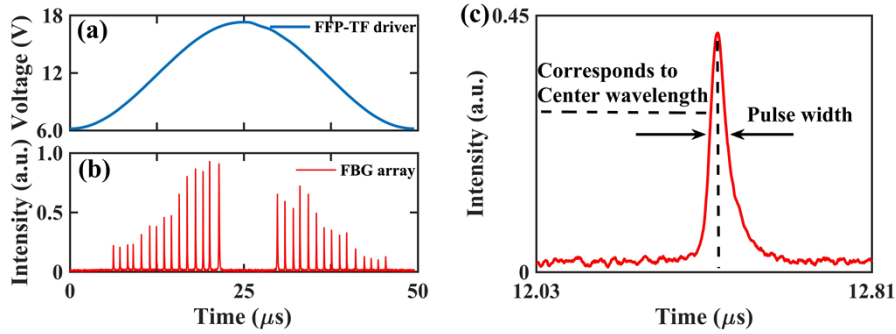 (a)
FFP-TF driver
Voltage (V)
18
12
6.0
(b)
FBG array
Intensity (a.u.)
1.0
0.5
0
0
25
50
Time (μs)
(c)
0.45
Corresponds to
Center wavelength
Pulse width
Intensity (a.u.)
0
12.03
12.81
Time (μs)